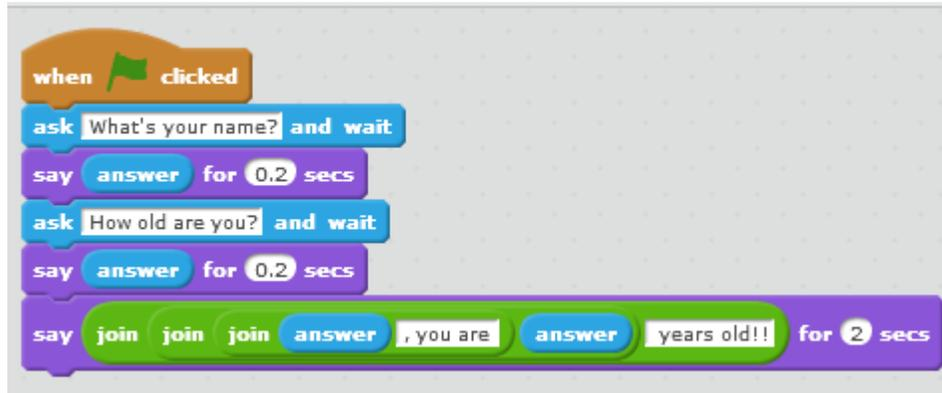 when clicked
ask What's your name? and wait
say answer for 0.2 secs
ask How old are you? and wait
say answer for 0.2 secs
say join join join answer , you are answer years old!! for 2 secs